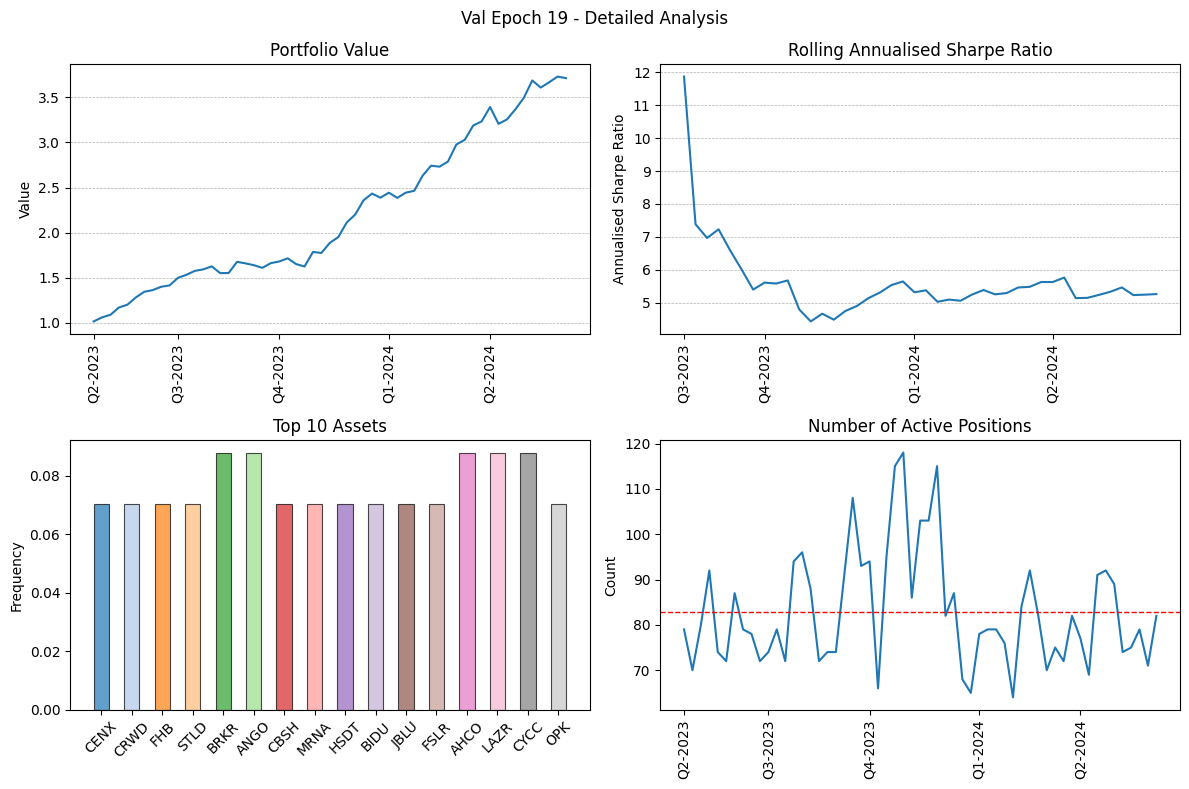 Val Epoch 19 - Detailed Analysis
Portfolio Value
Value
3.5
3.0
2.5
2.0
1.5
1.0
Q2-2023
Q3-2023
Q4-2023
Q1-2024
Q2-2024
Rolling Annualised Sharpe Ratio
Annualised Sharpe Ratio
12
11
10
9
8
7
6
5
Q3-2023
Q4-2023
Q1-2024
Q2-2024
Top 10 Assets
Frequency
0.08
0.06
0.04
0.02
0.00
CENX
CRWD
FHB
STLD
BRKR
ANGO
CBSH
MRNA
HSDT
BIDU
JBLU
FSLR
AHCO
LAZR
CYCC
OPK
Number of Active Positions
Count
120
110
100
90
80
70
Q2-2023
Q3-2023
Q4-2023
Q1-2024
Q2-2024